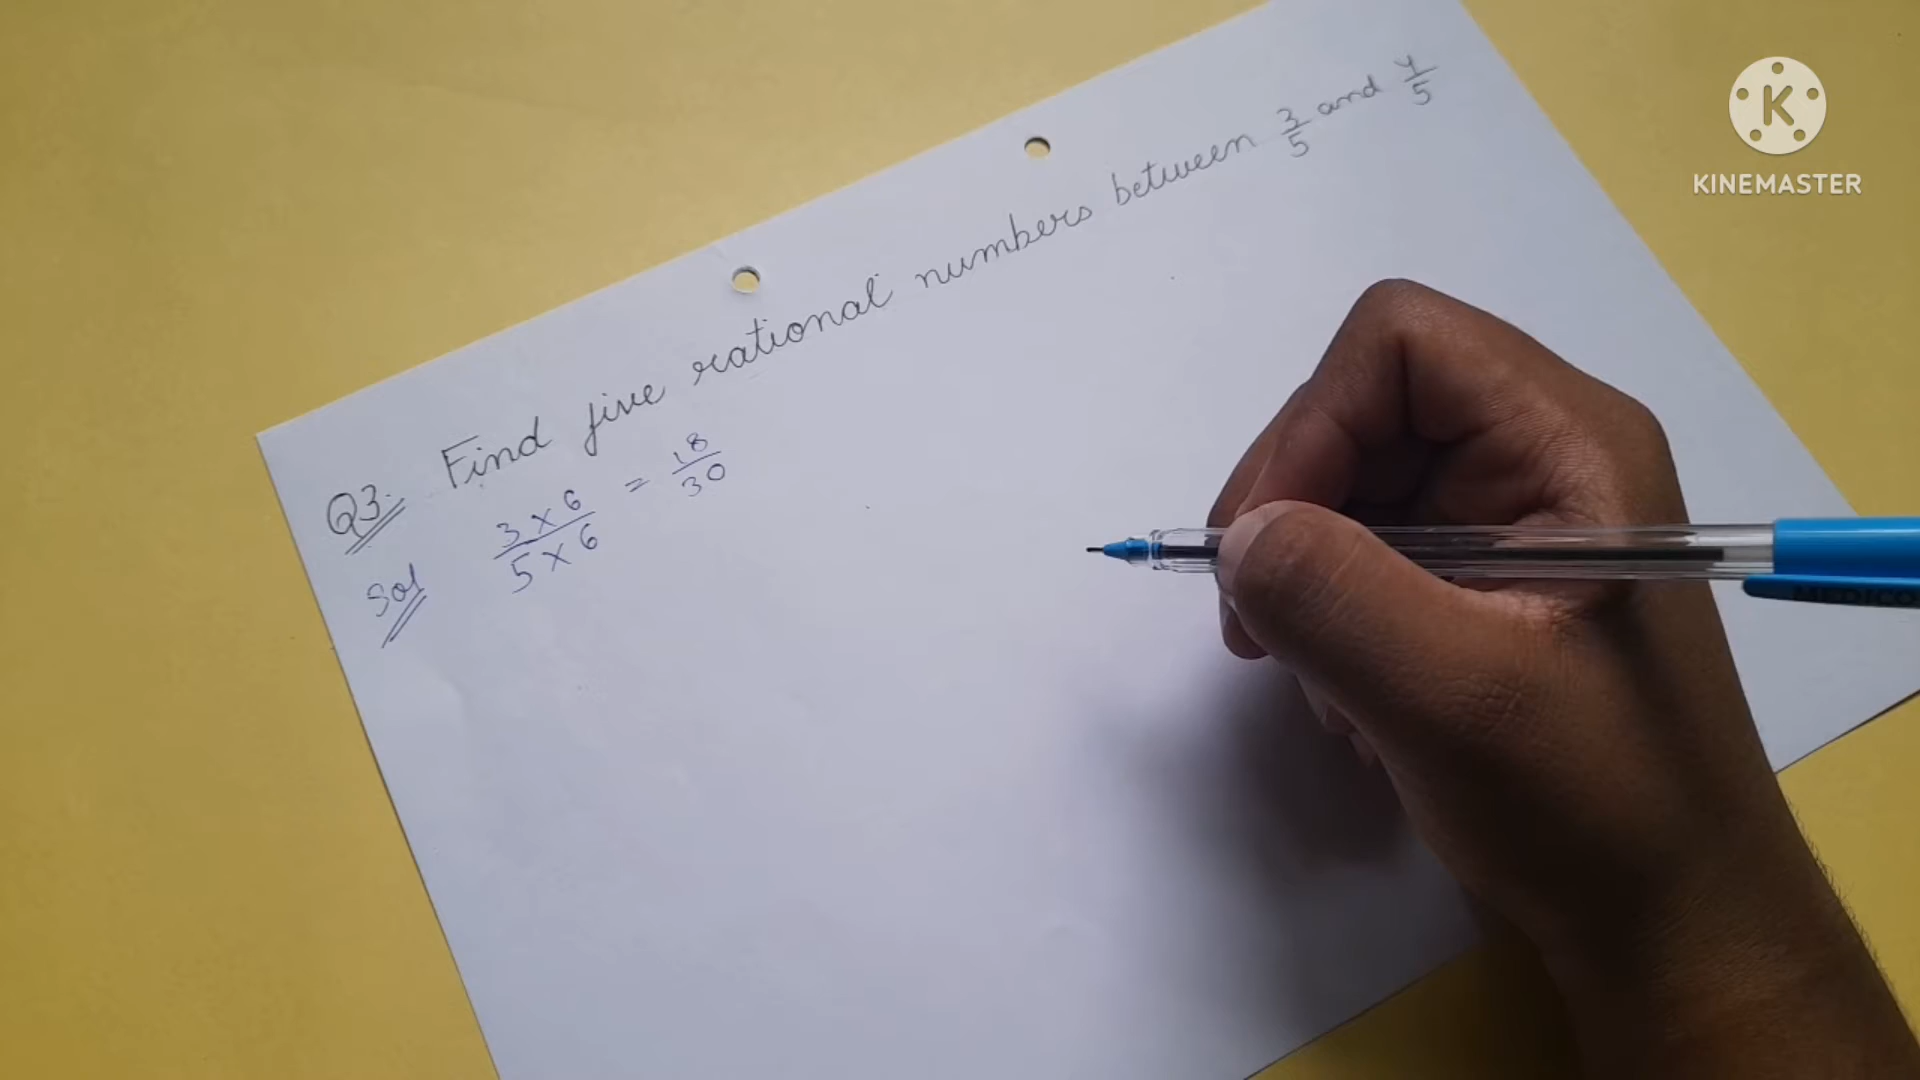 Q3. Find five rational numbers between 3/5 and 4/5
Sol 3 x 6 / 5 x 6 = 18/30
K
KINEMASTER
MEDICO